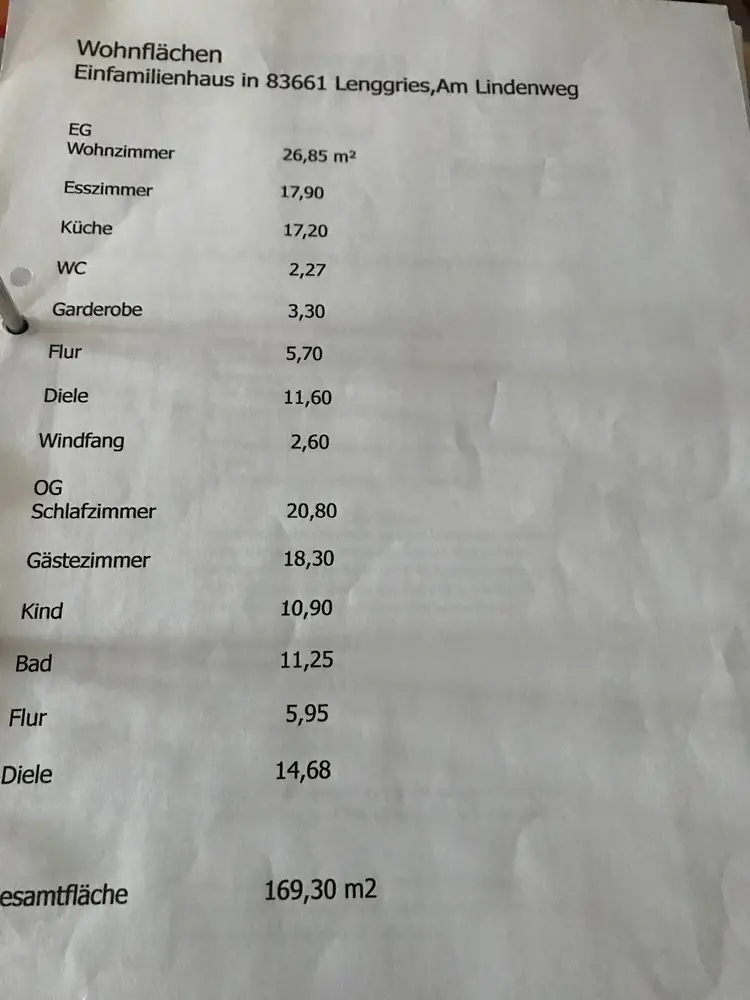 Wohnflächen
Einfamilienhaus in 83661 Lenggries,Am Lindenweg
EG
Wohnzimmer 26,85 m²
Esszimmer 17,90
Küche 17,20
WC 2,27
Garderobe 3,30
Flur 5,70
Diele 11,60
Windfang 2,60
OG
Schlafzimmer 20,80
Gästezimmer 18,30
Kind 10,90
Bad 11,25
Flur 5,95
Diele 14,68
esamtfläche 169,30 m2